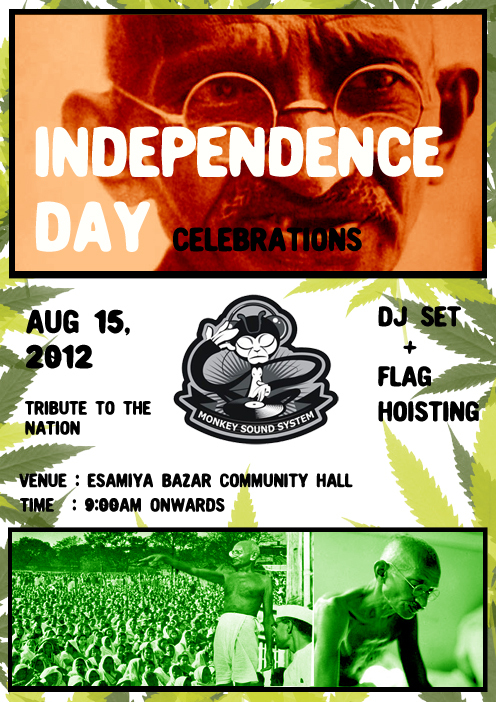 INDEPENDENCE
DAY CELEBRATIONS
AUG 15,
2012
TRIBUTE TO THE
NATION
MONKEY SOUND SYSTEM
DJ SET
+
FLAG
HOISTING
VENUE : ESAMIYA BAZAR COMMUNITY HALL
TIME : 9:00AM ONWARDS